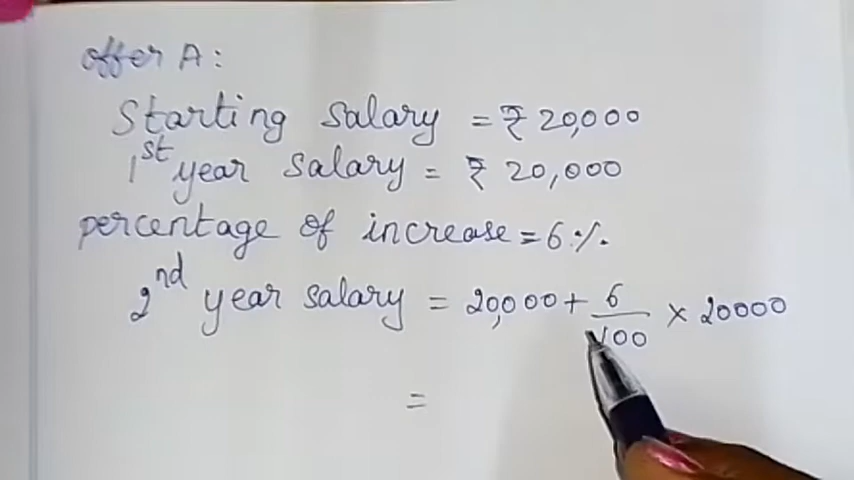 offer A:
Starting salary = ₹ 20,000
1st year salary = ₹ 20,000
percentage of increase = 6%
2nd year salary = 20,000 + 6/100 × 20000
=